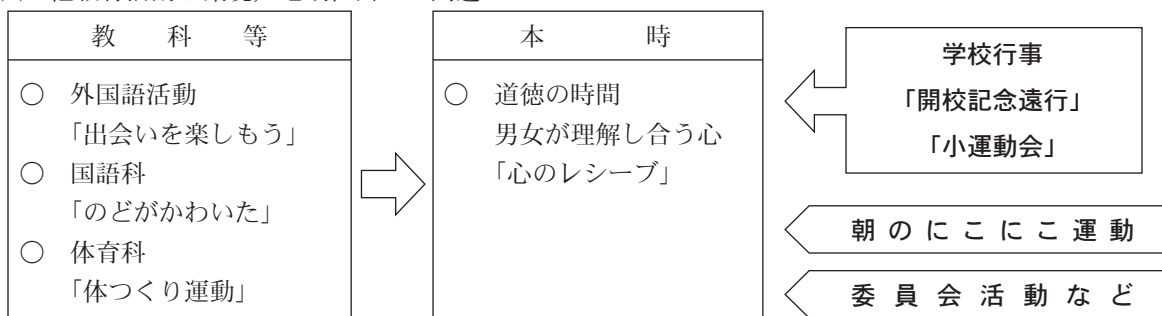 教科等
○ 外国語活動
「出会いを楽しもう」
○ 国語科
「のどがかわいた」
○ 体育科
「体つくり運動」
本時
○ 道徳の時間
男女が理解し合う心
「心のレシーブ」
学校行事
「開校記念遠行」
「小運動会」
朝のにこにこ運動
委員会活動など